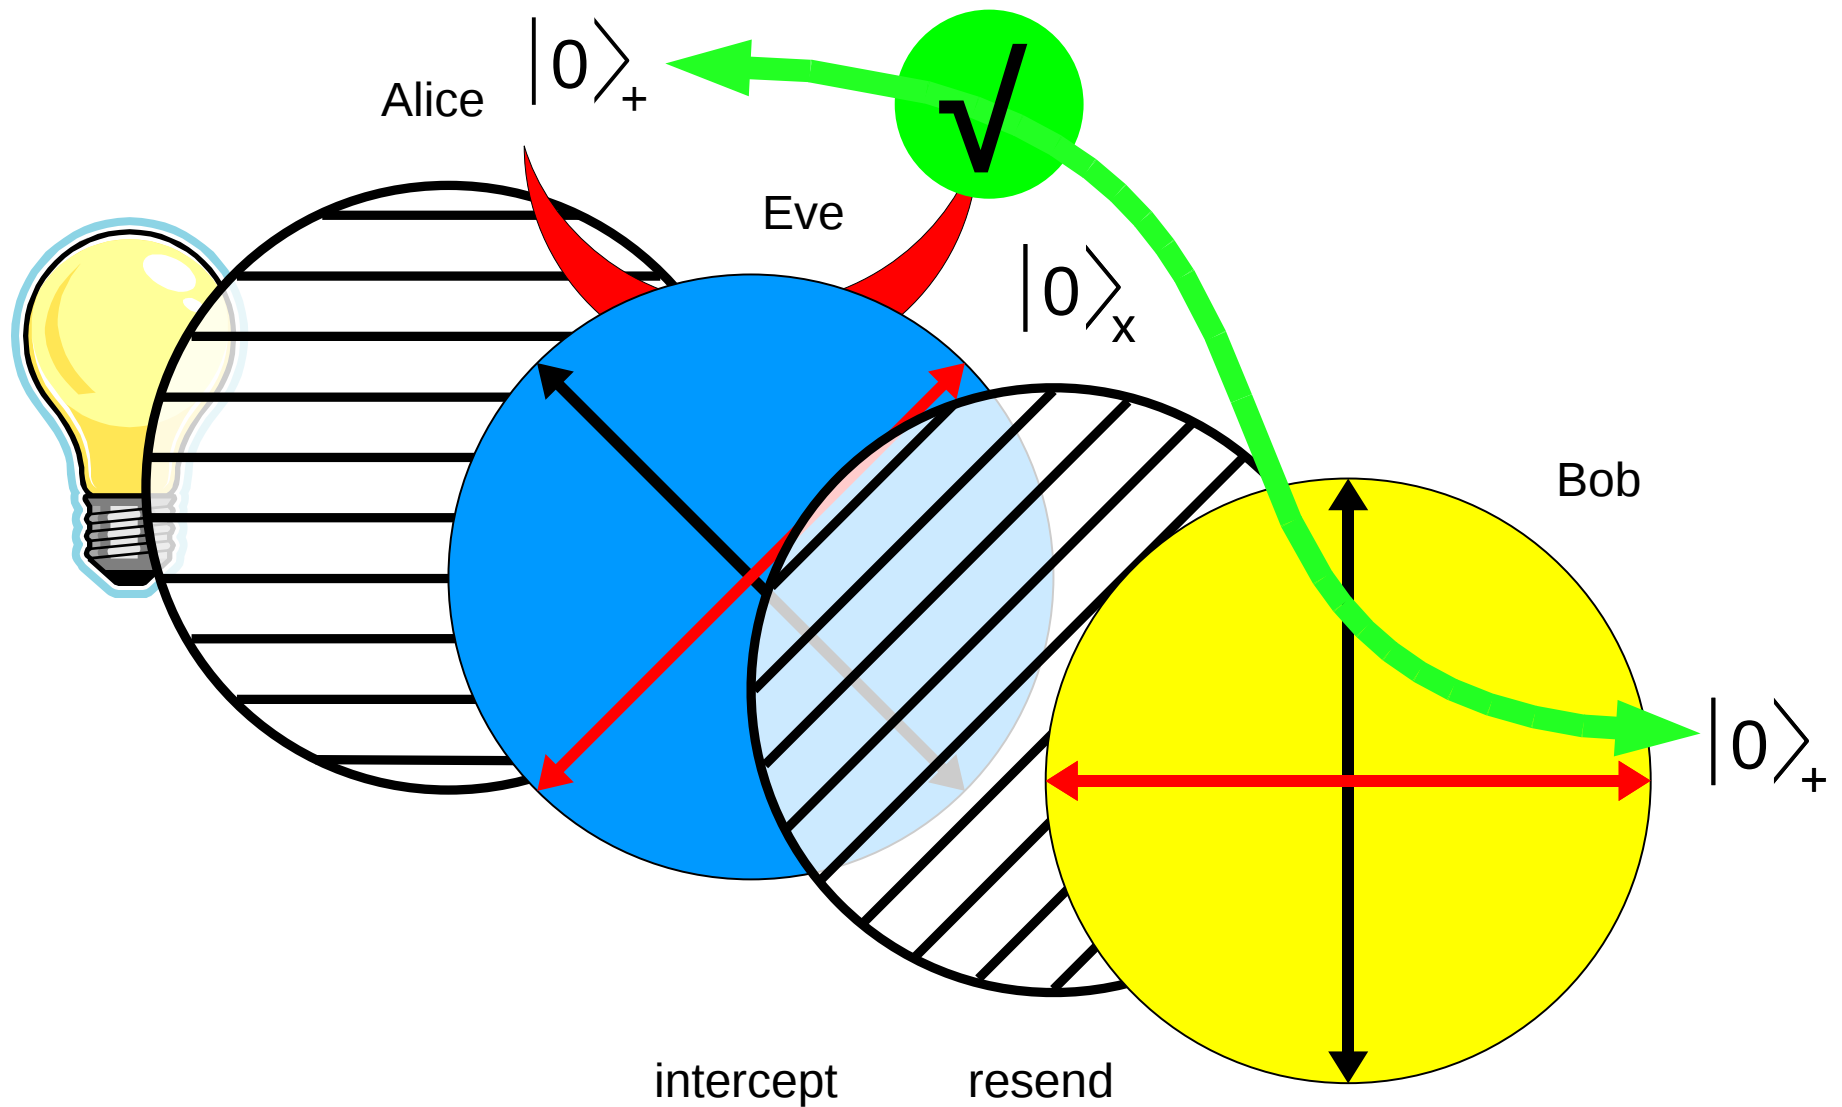 Alice |0⟩+
√
Eve
|0⟩x
Bob
|0⟩+
intercept resend